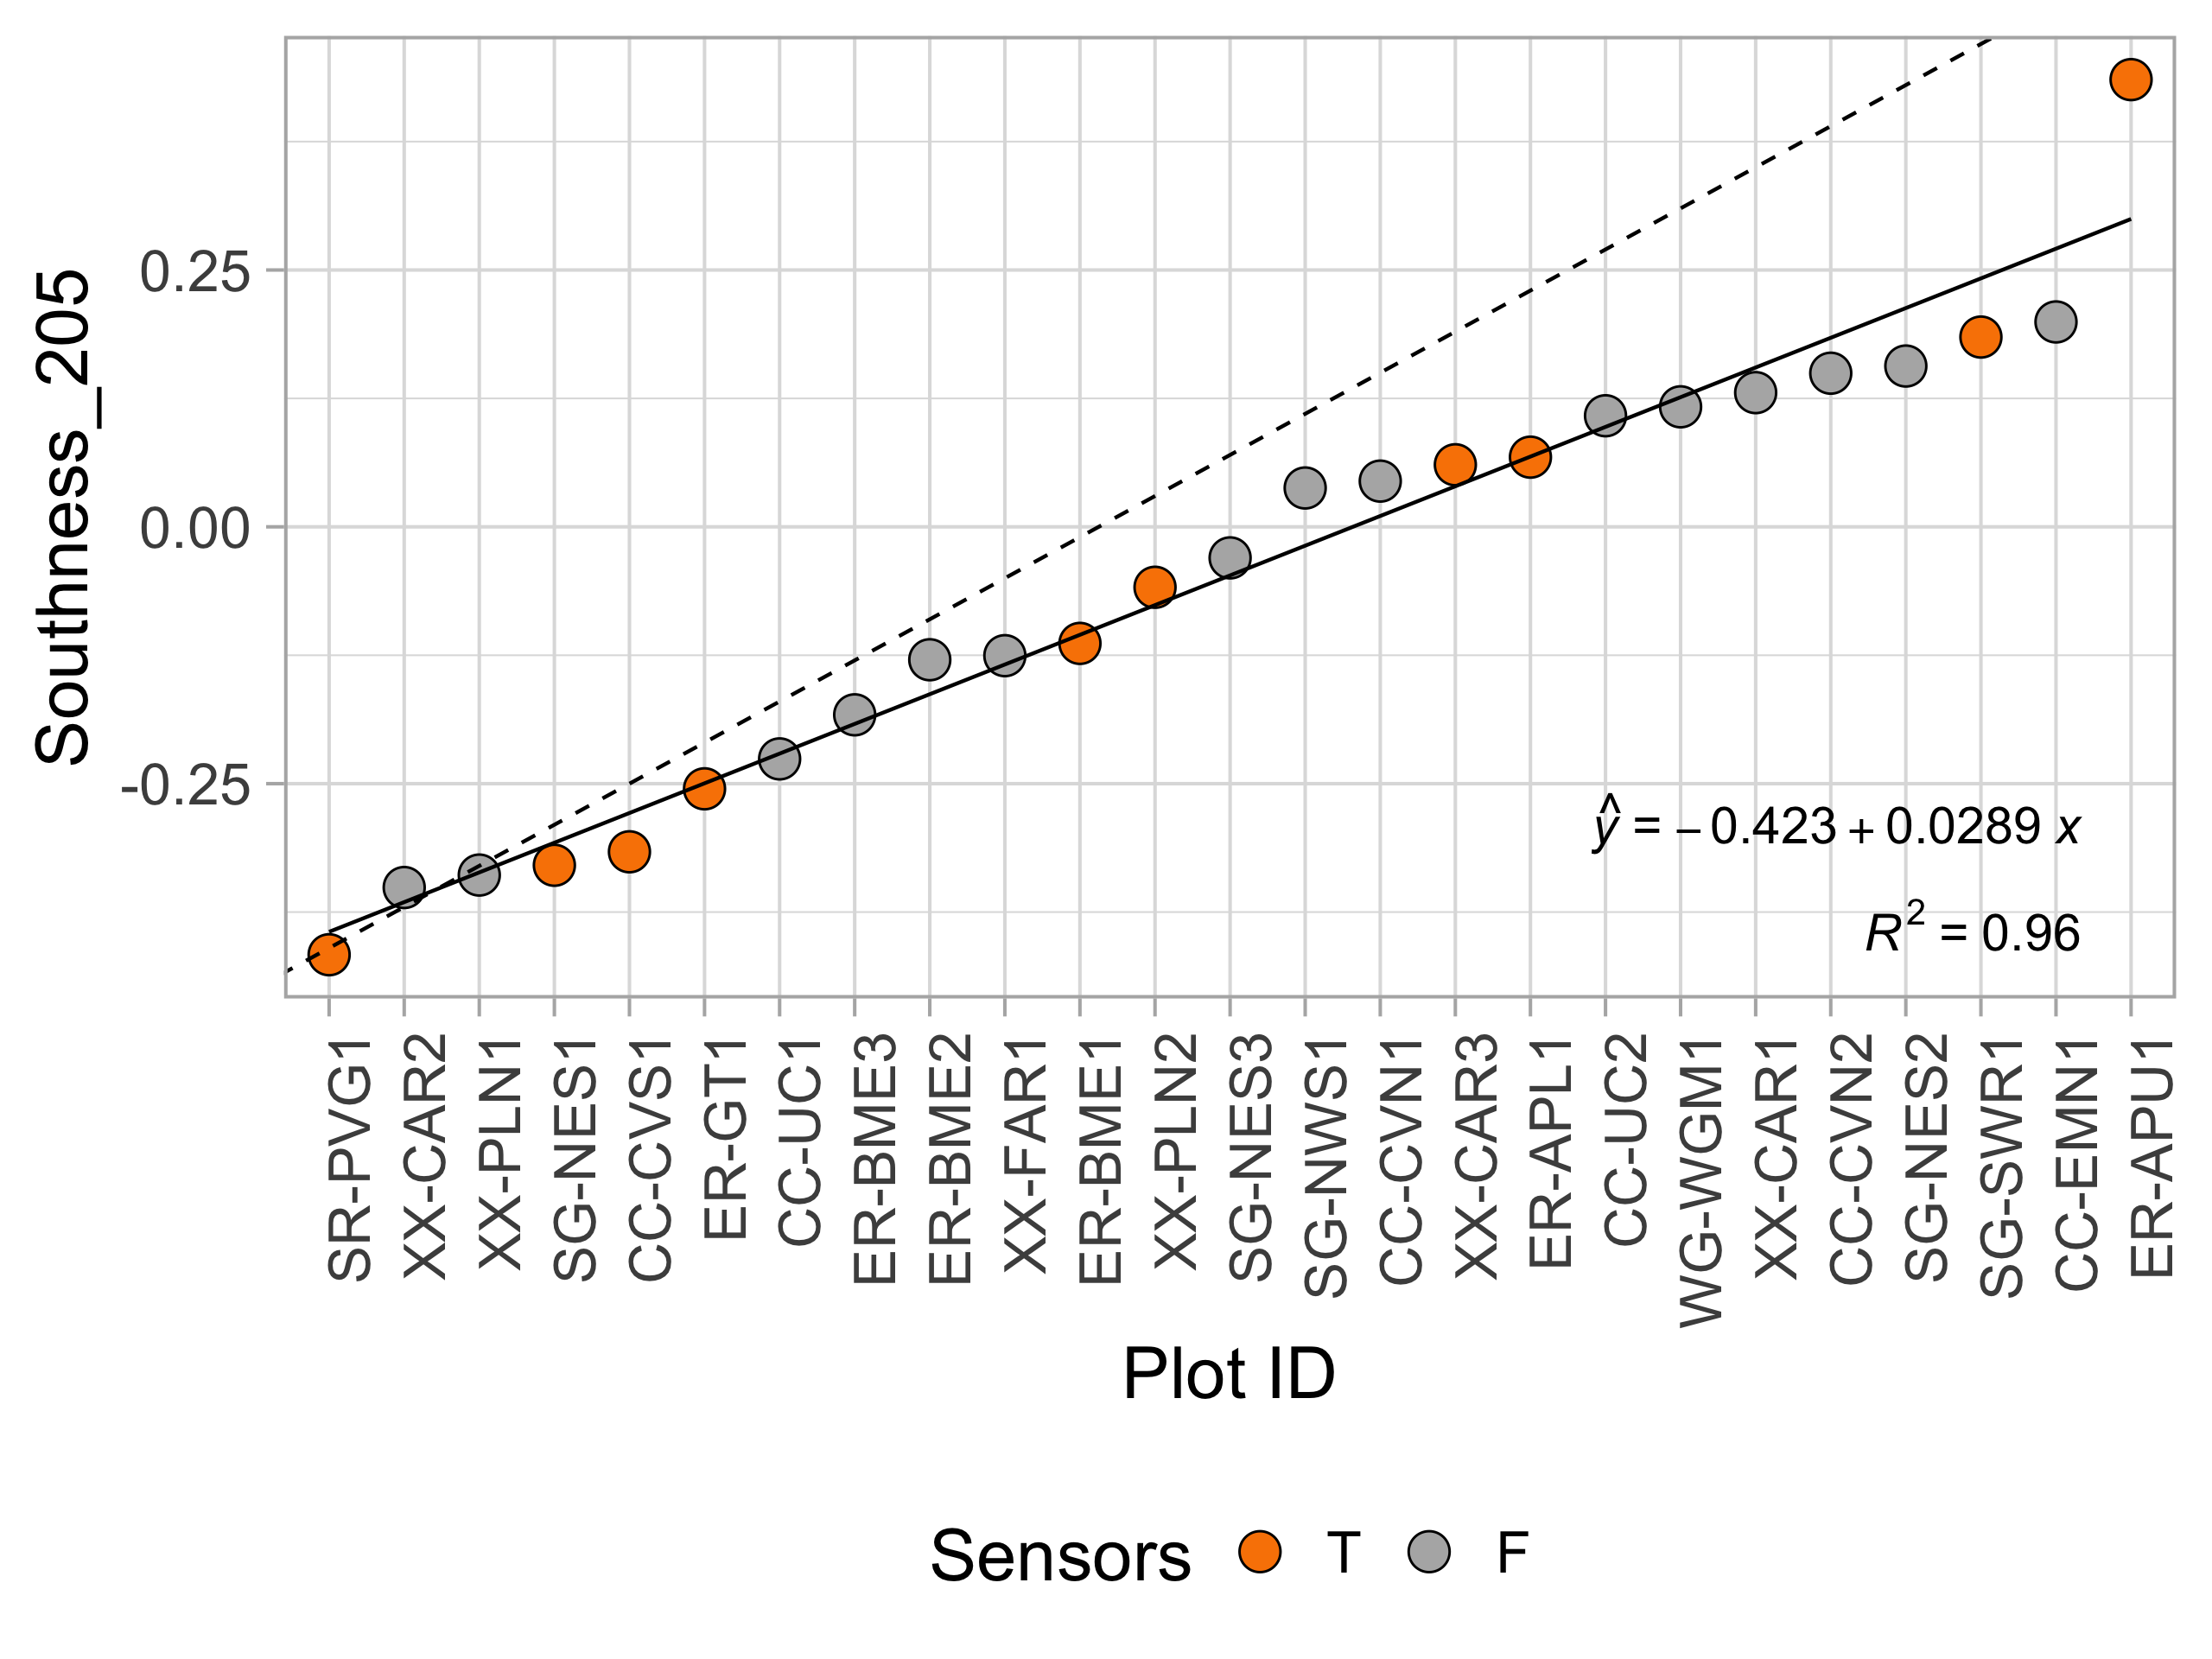 Southness_205
0.25
0.00
-0.25
ŷ = − 0.423 + 0.0289 x
R² = 0.96
SR-PVG1
XX-CAR2
XX-PLN1
SG-NES1
CC-CVS1
ER-GT1
CC-UC1
ER-BME3
ER-BME2
XX-FAR1
ER-BME1
XX-PLN2
SG-NES3
SG-NWS1
CC-CVN1
XX-CAR3
ER-APL1
CC-UC2
WG-WGM1
XX-CAR1
CC-CVN2
SG-NES2
SG-SWR1
CC-EMN1
ER-APU1
Plot ID
Sensors T F